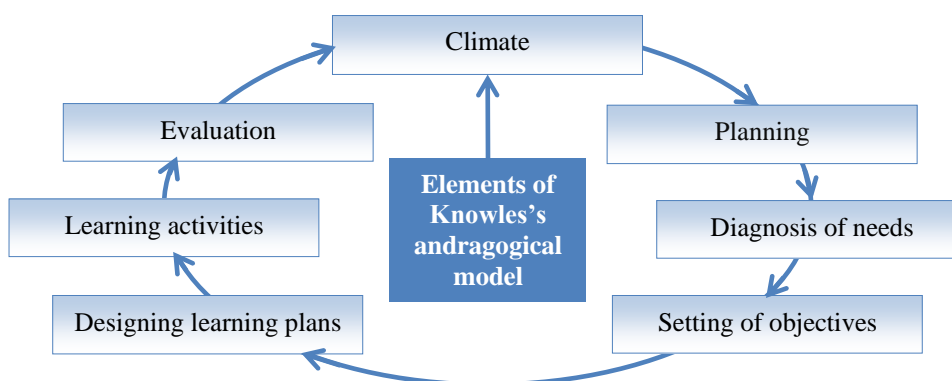 Climate
Planning
Diagnosis of needs
Setting of objectives
Designing learning plans
Learning activities
Evaluation
Elements of
Knowles's
andragogical
model